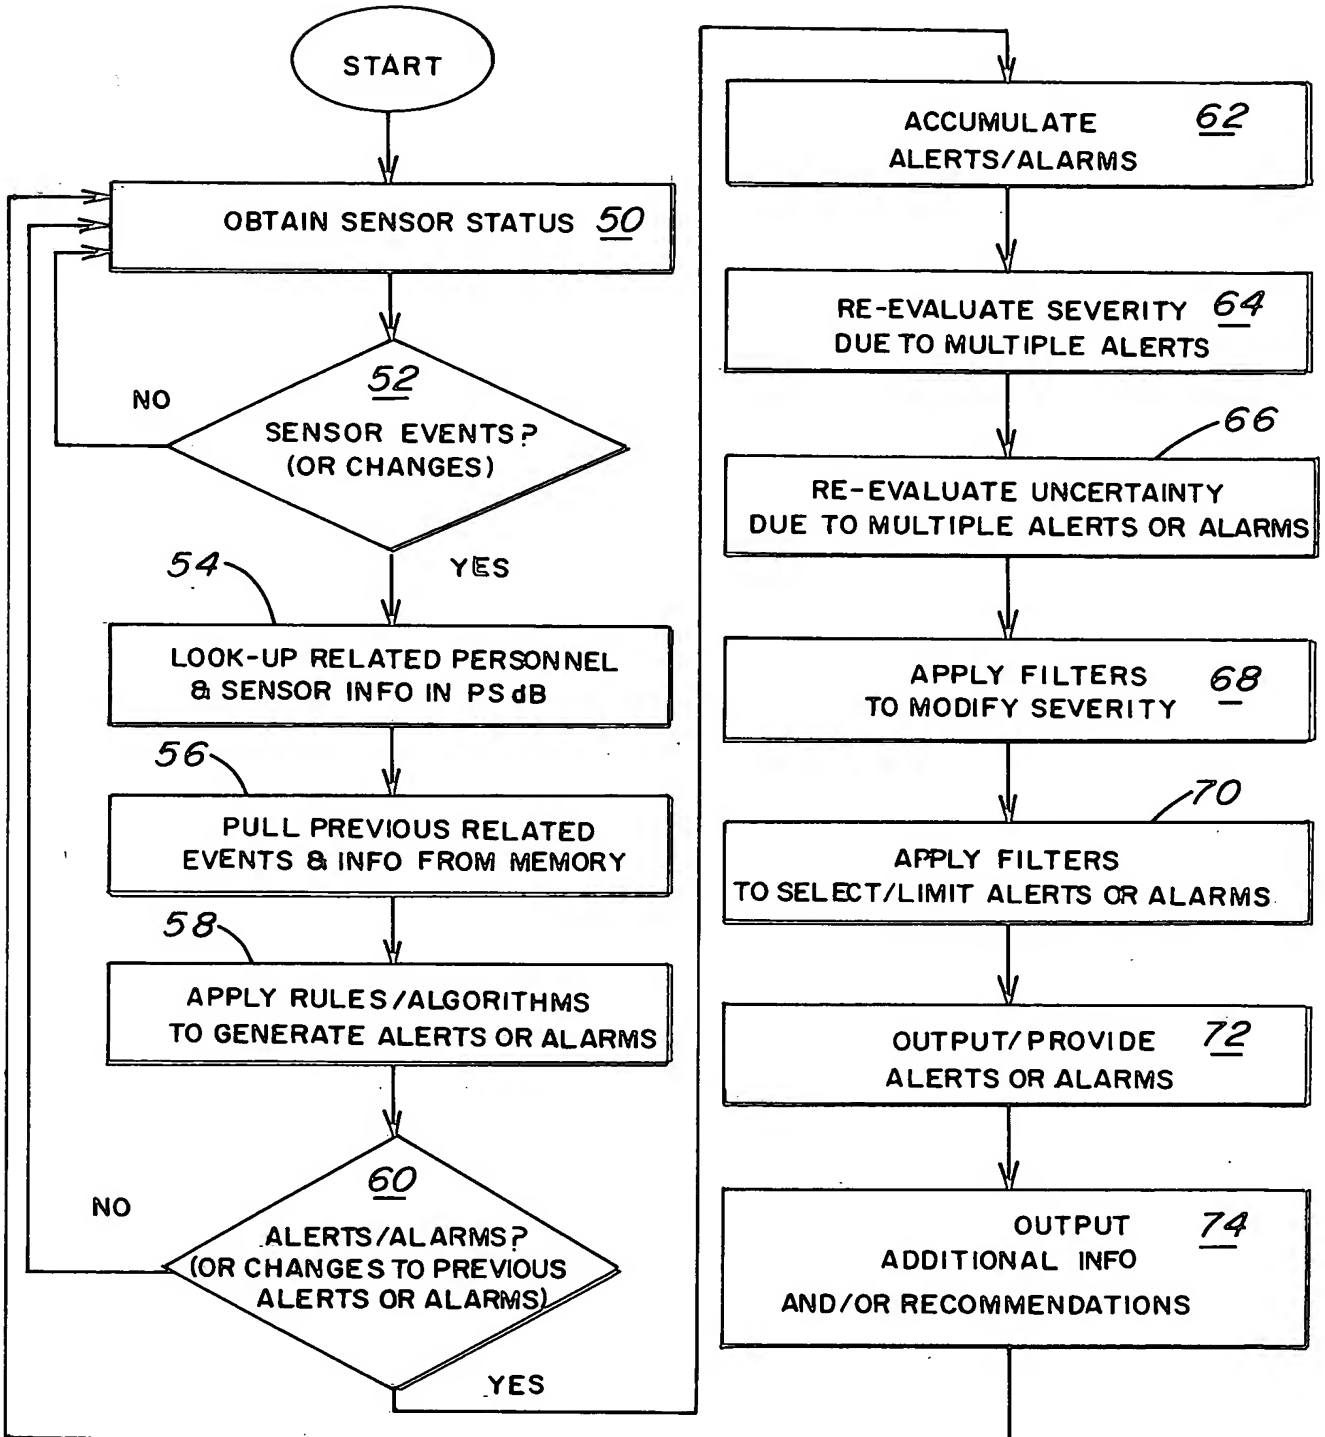 START
OBTAIN SENSOR STATUS 50
52
NO
SENSOR EVENTS?
(OR CHANGES)
YES
54
LOOK-UP RELATED PERSONNEL
& SENSOR INFO IN PSdB
56
PULL PREVIOUS RELATED
EVENTS & INFO FROM MEMORY
58
APPLY RULES/ALGORITHMS
TO GENERATE ALERTS OR ALARMS
60
NO
ALERTS/ALARMS?
(OR CHANGES TO PREVIOUS
ALERTS OR ALARMS)
YES
ACCUMULATE 62
ALERTS/ALARMS
RE-EVALUATE SEVERITY 64
DUE TO MULTIPLE ALERTS
66
RE-EVALUATE UNCERTAINTY
DUE TO MULTIPLE ALERTS OR ALARMS
APPLY FILTERS 68
TO MODIFY SEVERITY
70
APPLY FILTERS
TO SELECT/LIMIT ALERTS OR ALARMS
OUTPUT/PROVIDE 72
ALERTS OR ALARMS
OUTPUT 74
ADDITIONAL INFO
AND/OR RECOMMENDATIONS